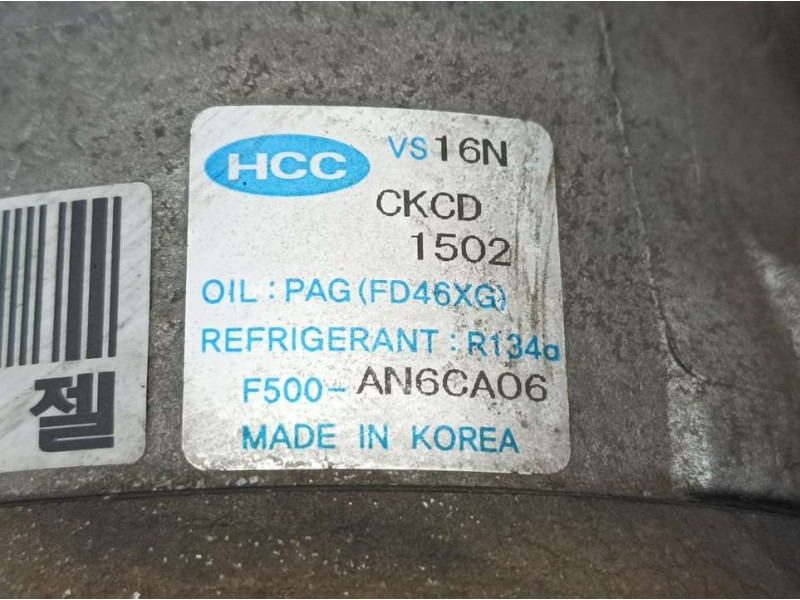 HCC VS16N
CKCD
1502
OIL : PAG (FD46XG)
REFRIGERANT : R134a
F500-AN6CA06
MADE IN KOREA
젤